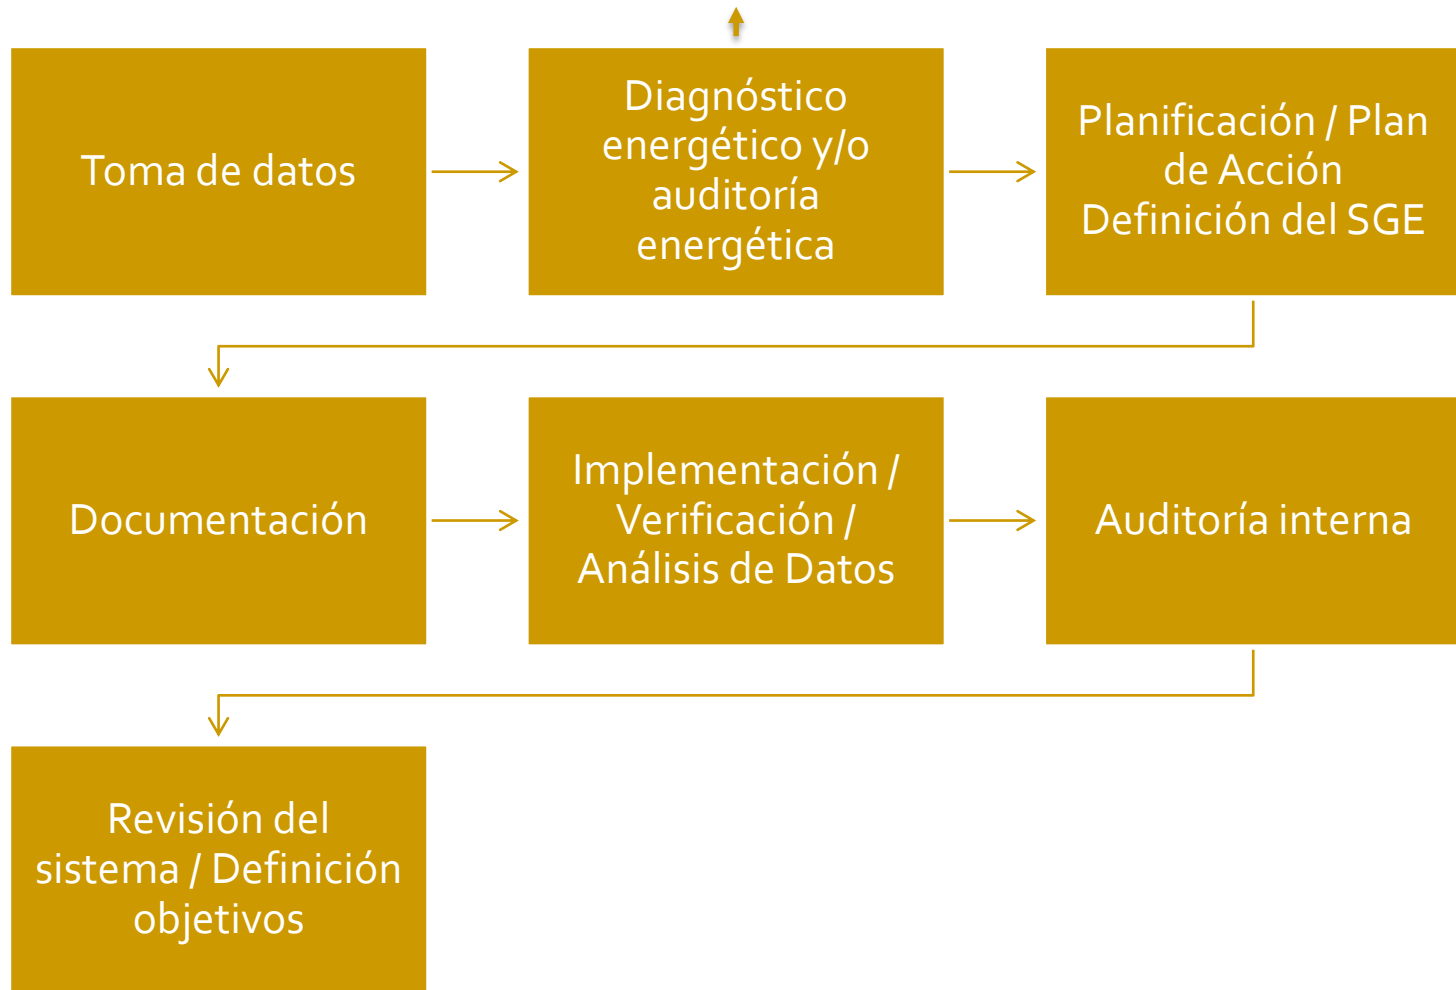 Toma de datos
Diagnóstico
energético y/o
auditoría
energética
Planificación / Plan
de Acción
Definición del SGE
Documentación
Implementación /
Verificación /
Análisis de Datos
Auditoría interna
Revisión del
sistema / Definición
objetivos